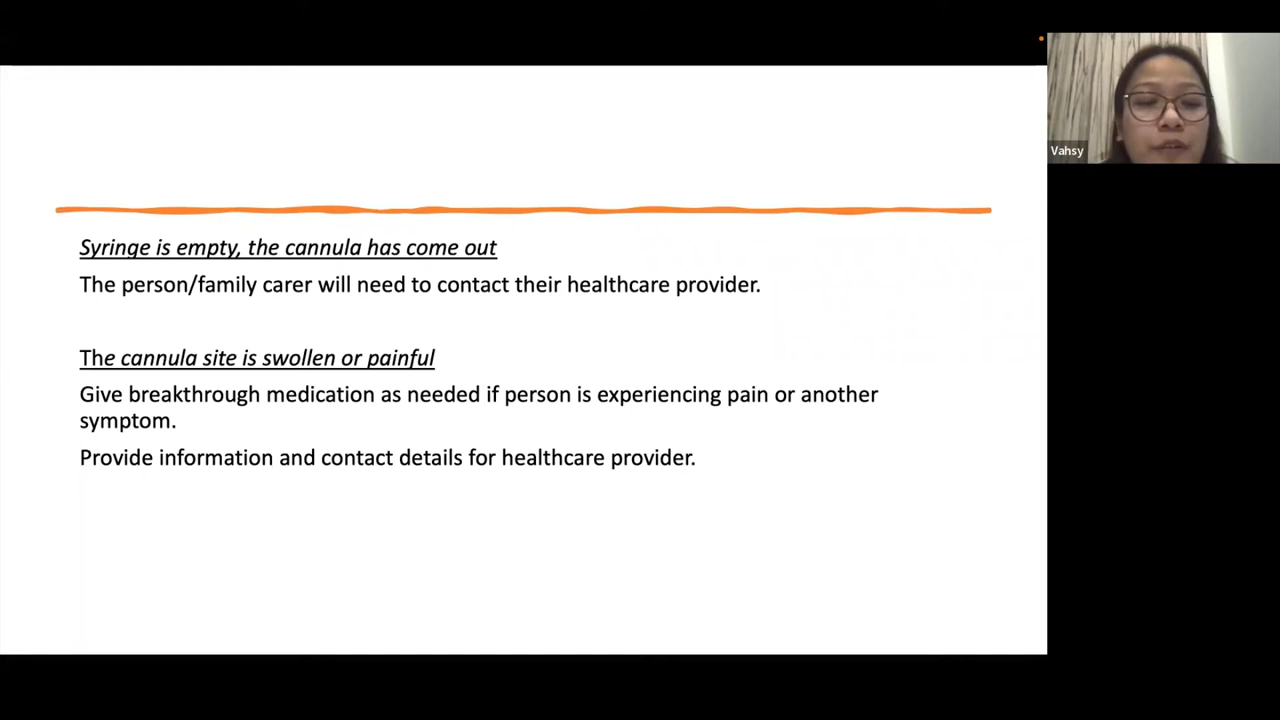 Vahsy
Syringe is empty, the cannula has come out
The person/family carer will need to contact their healthcare provider.
The cannula site is swollen or painful
Give breakthrough medication as needed if person is experiencing pain or another
symptom.
Provide information and contact details for healthcare provider.